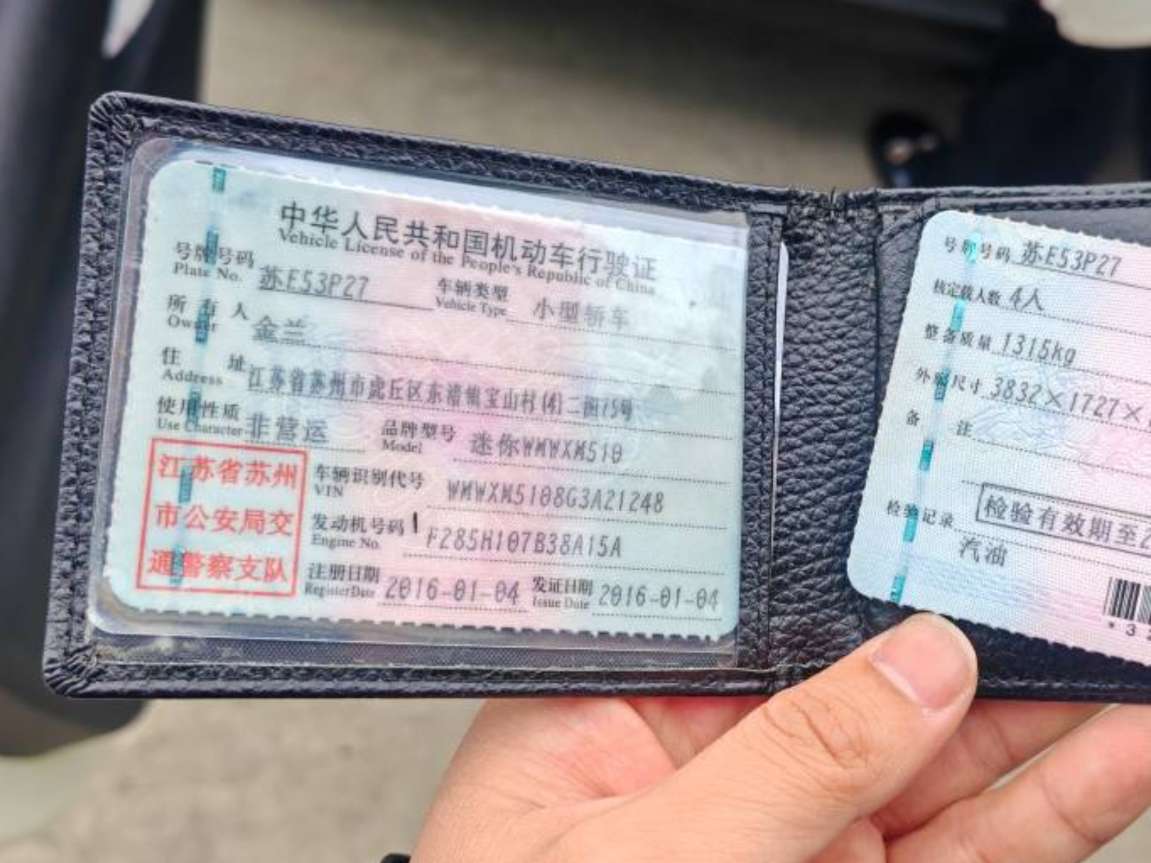 中华人民共和国机动车行驶证
Vehicle License of the People's Republic of China
号牌号码 苏E53P27 车辆类型 小型轿车
Plate No. Vehicle Type
所有人 金兰
Owner
住址 江苏省苏州市虎丘区东渚镇宝山村(4)二图75号
Address
使用性质 非营运 品牌型号 迷你WMWXM510
Use Character Model
江苏省苏州
市公安局交
通警察支队
车辆识别代号 WMWXM5108G3A21248
VIN
发动机号码 F285H107B38A15A
Engine No.
注册日期 2016-01-04 发证日期 2016-01-04
Register Date Issue Date
号牌号码 苏E53P27
核定载人数 4人
整备质量 1315kg
外廓尺寸 3832×1727×
备注
检验有效期至2
检验记录
汽油
*3